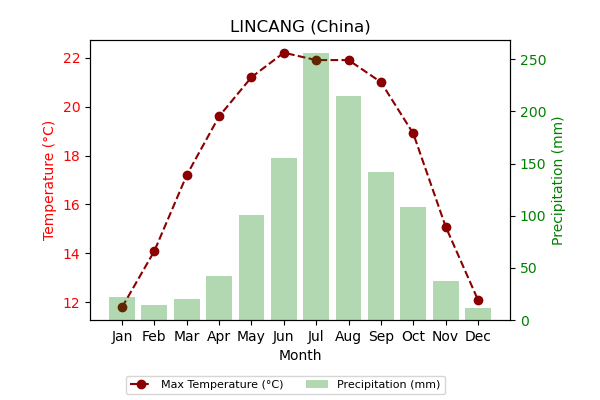 LINCANG (China)
22
20
18
16
14
12
Temperature (°C)
250
200
150
100
50
0
Precipitation (mm)
Jan Feb Mar Apr May Jun Jul Aug Sep Oct Nov Dec
Month
Max Temperature (°C) Precipitation (mm)